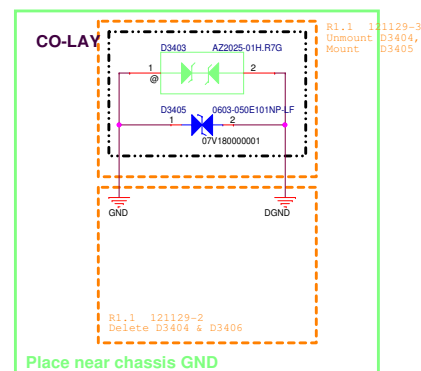 R1.1 121129-3
Unmount D3404,
Mount D3405
CO-LAY
D3403 AZ2025-01H.R7G
1 2
@
D3405 0603-050E101NP-LF
1 2
07V180000001
GND DGND
R1.1 121129-2
Delete D3404 & D3406
Place near chassis GND